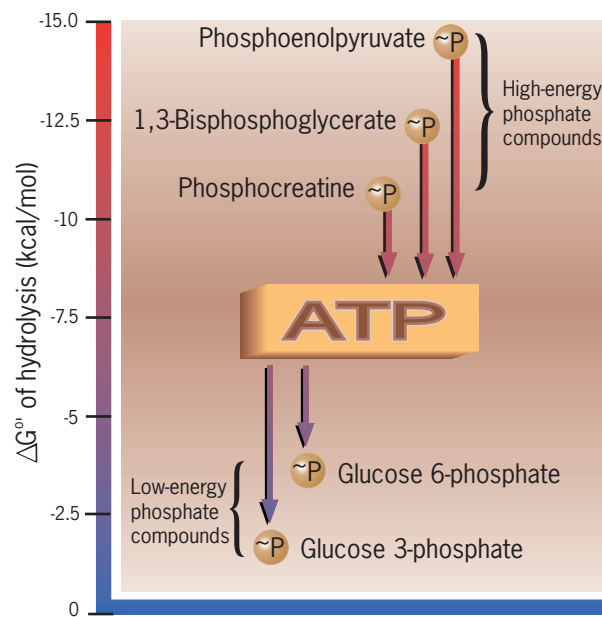 -15.0
-12.5
-10
-7.5
-5
-2.5
0
ΔG°' of hydrolysis (kcal/mol)
Phosphoenolpyruvate ~P
1,3-Bisphosphoglycerate ~P
Phosphocreatine ~P
High-energy
phosphate
compounds
ATP
~P Glucose 6-phosphate
Low-energy
phosphate
compounds
~P Glucose 3-phosphate